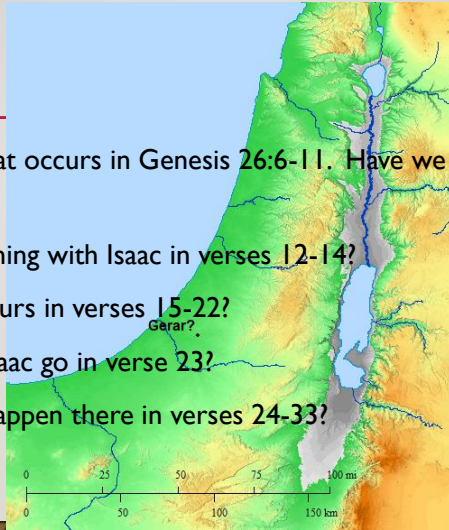 at occurs in Genesis 26:6-11. Have we
ning with Isaac in verses 12-14?
urs in verses 15-22?
Gerar?
aac go in verse 23?
appen there in verses 24-33?
0 25 50 75 100 mi
0 50 100 150 km